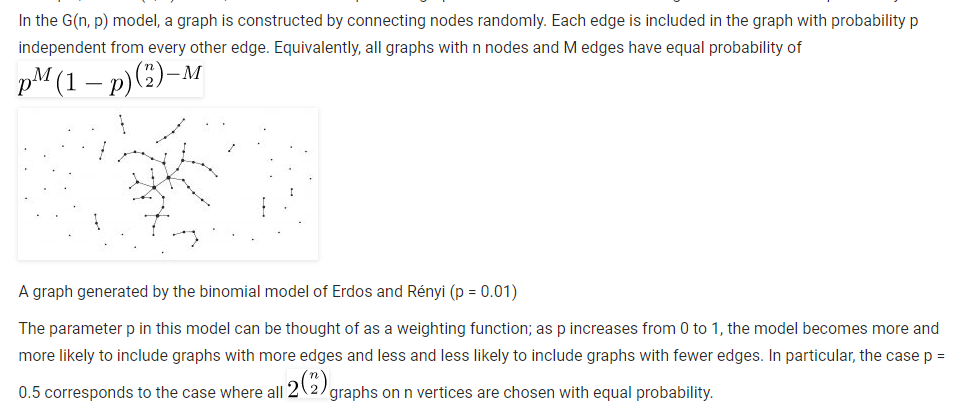 In the G(n, p) model, a graph is constructed by connecting nodes randomly. Each edge is included in the graph with probability p
independent from every other edge. Equivalently, all graphs with n nodes and M edges have equal probability of
p^M (1 − p)^{\binom{n}{2}−M}
A graph generated by the binomial model of Erdos and Rényi (p = 0.01)
The parameter p in this model can be thought of as a weighting function; as p increases from 0 to 1, the model becomes more and
more likely to include graphs with more edges and less and less likely to include graphs with fewer edges. In particular, the case p =
0.5 corresponds to the case where all 2^{\binom{n}{2}} graphs on n vertices are chosen with equal probability.